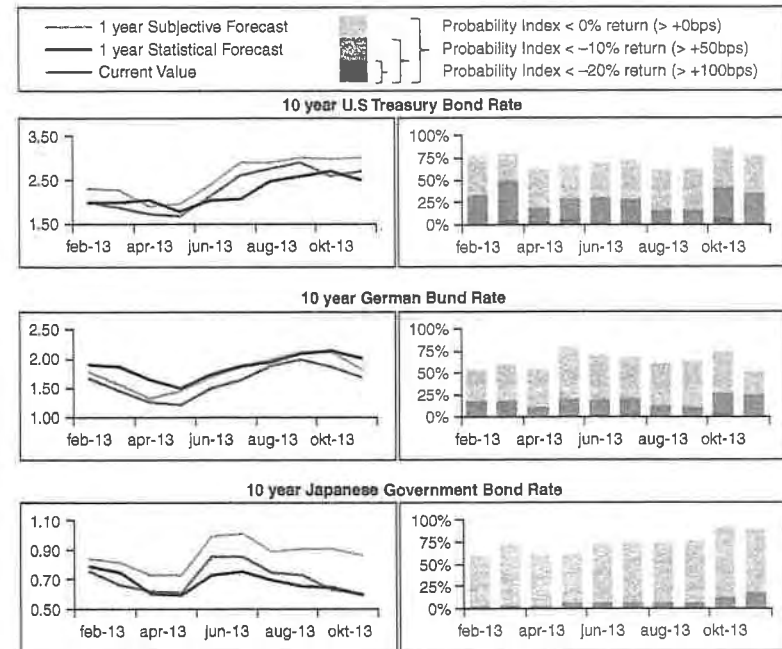 1 year Subjective Forecast
1 year Statistical Forecast
Current Value
Probability Index < 0% return (> +0bps)
Probability Index < –10% return (> +50bps)
Probability Index < –20% return (> +100bps)
10 year U.S Treasury Bond Rate
3.50
2.50
1.50
feb-13 apr-13 jun-13 aug-13 okt-13
100%
75%
50%
25%
0%
feb-13 apr-13 jun-13 aug-13 okt-13
10 year German Bund Rate
2.50
2.00
1.50
1.00
feb-13 apr-13 jun-13 aug-13 okt-13
100%
75%
50%
25%
0%
feb-13 apr-13 jun-13 aug-13 okt-13
10 year Japanese Government Bond Rate
1.10
0.90
0.70
0.50
feb-13 apr-13 jun-13 aug-13 okt-13
100%
75%
50%
25%
0%
feb-13 apr-13 jun-13 aug-13 okt-13